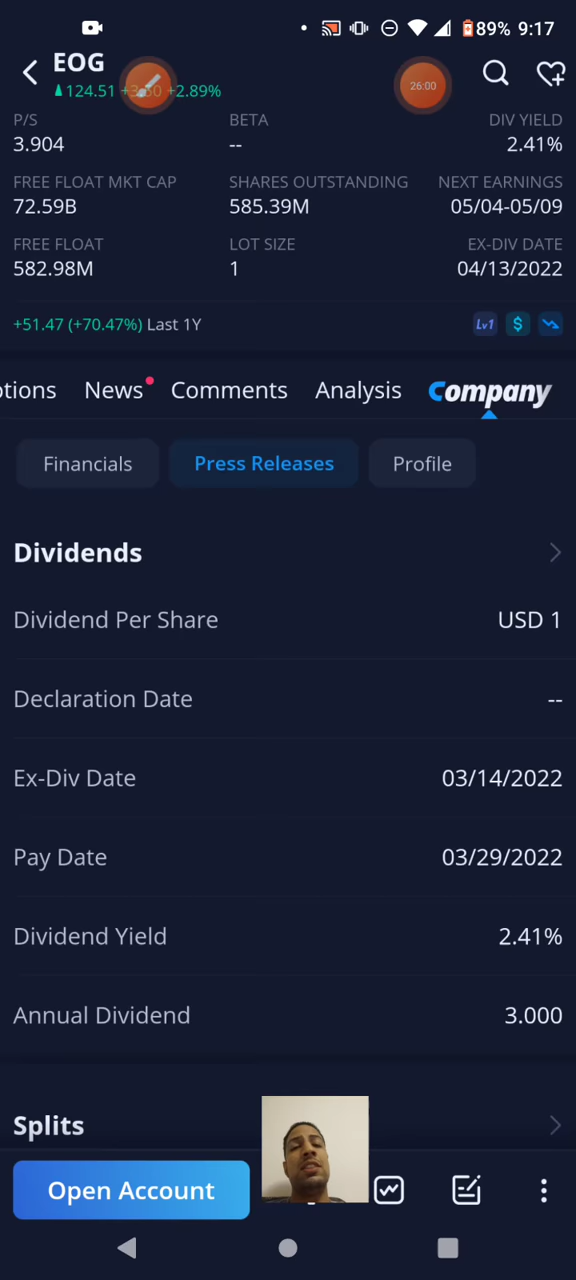 89% 9:17
EOG
124.51 +2.89%
26:00
P/S BETA DIV YIELD
3.904 -- 2.41%
FREE FLOAT MKT CAP SHARES OUTSTANDING NEXT EARNINGS
72.59B 585.39M 05/04-05/09
FREE FLOAT LOT SIZE EX-DIV DATE
582.98M 1 04/13/2022
+51.47 (+70.47%) Last 1Y Lv1 $
otions News Comments Analysis Company
Financials Press Releases Profile
Dividends
Dividend Per Share USD 1
Declaration Date --
Ex-Div Date 03/14/2022
Pay Date 03/29/2022
Dividend Yield 2.41%
Annual Dividend 3.000
Splits
Open Account